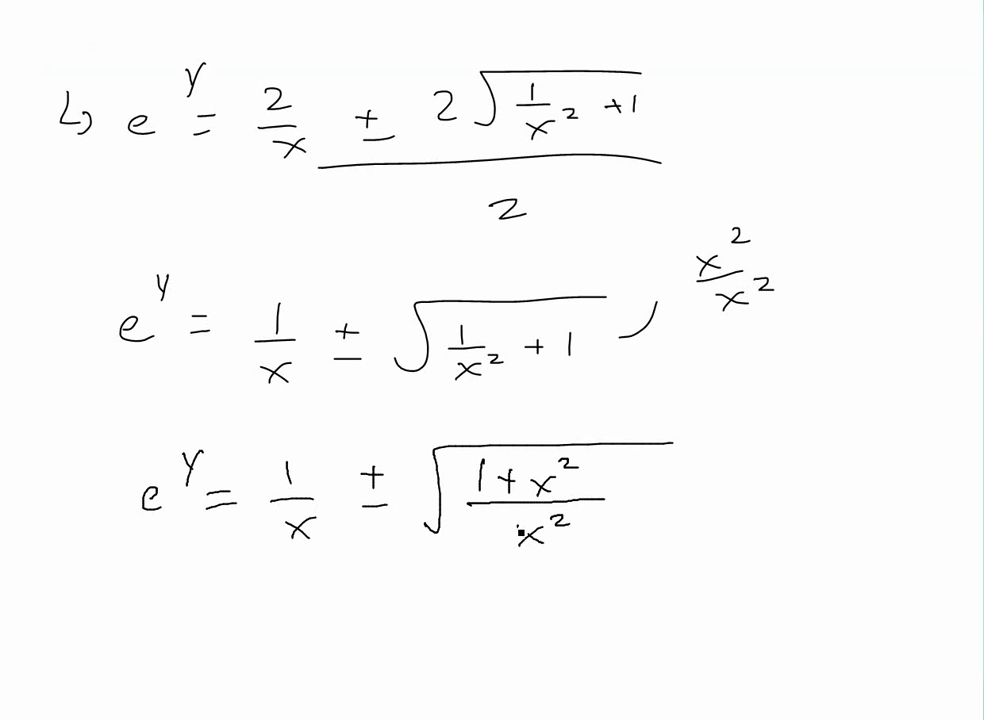 ↳ e^y = 2/x ± 2√(1/x² + 1) / 2
e^y = 1/x ± √(1/x² + 1) , x²/x²
e^y = 1/x ± √((1 + x²)/x²)